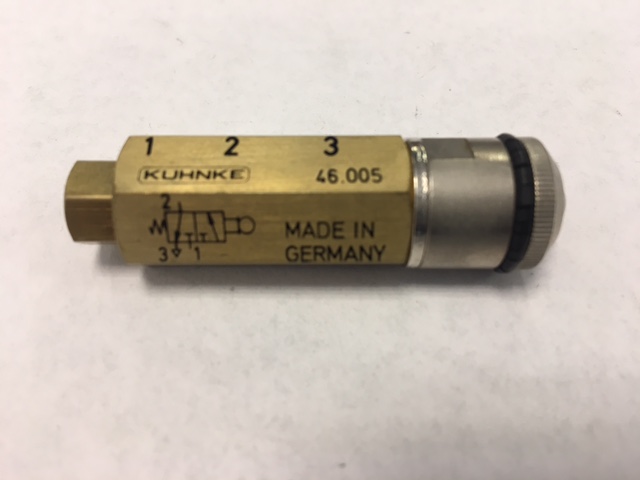 1 2 3
KUHNKE 46.005
2
MADE IN
3 1 GERMANY